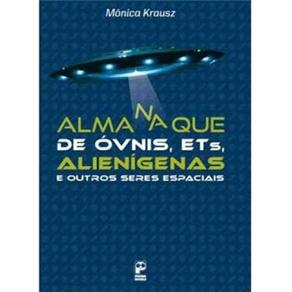 Mônica Krausz
ALMANAQUE
DE ÓVNIS, ETs,
ALIENÍGENAS
E OUTROS SERES ESPACIAIS